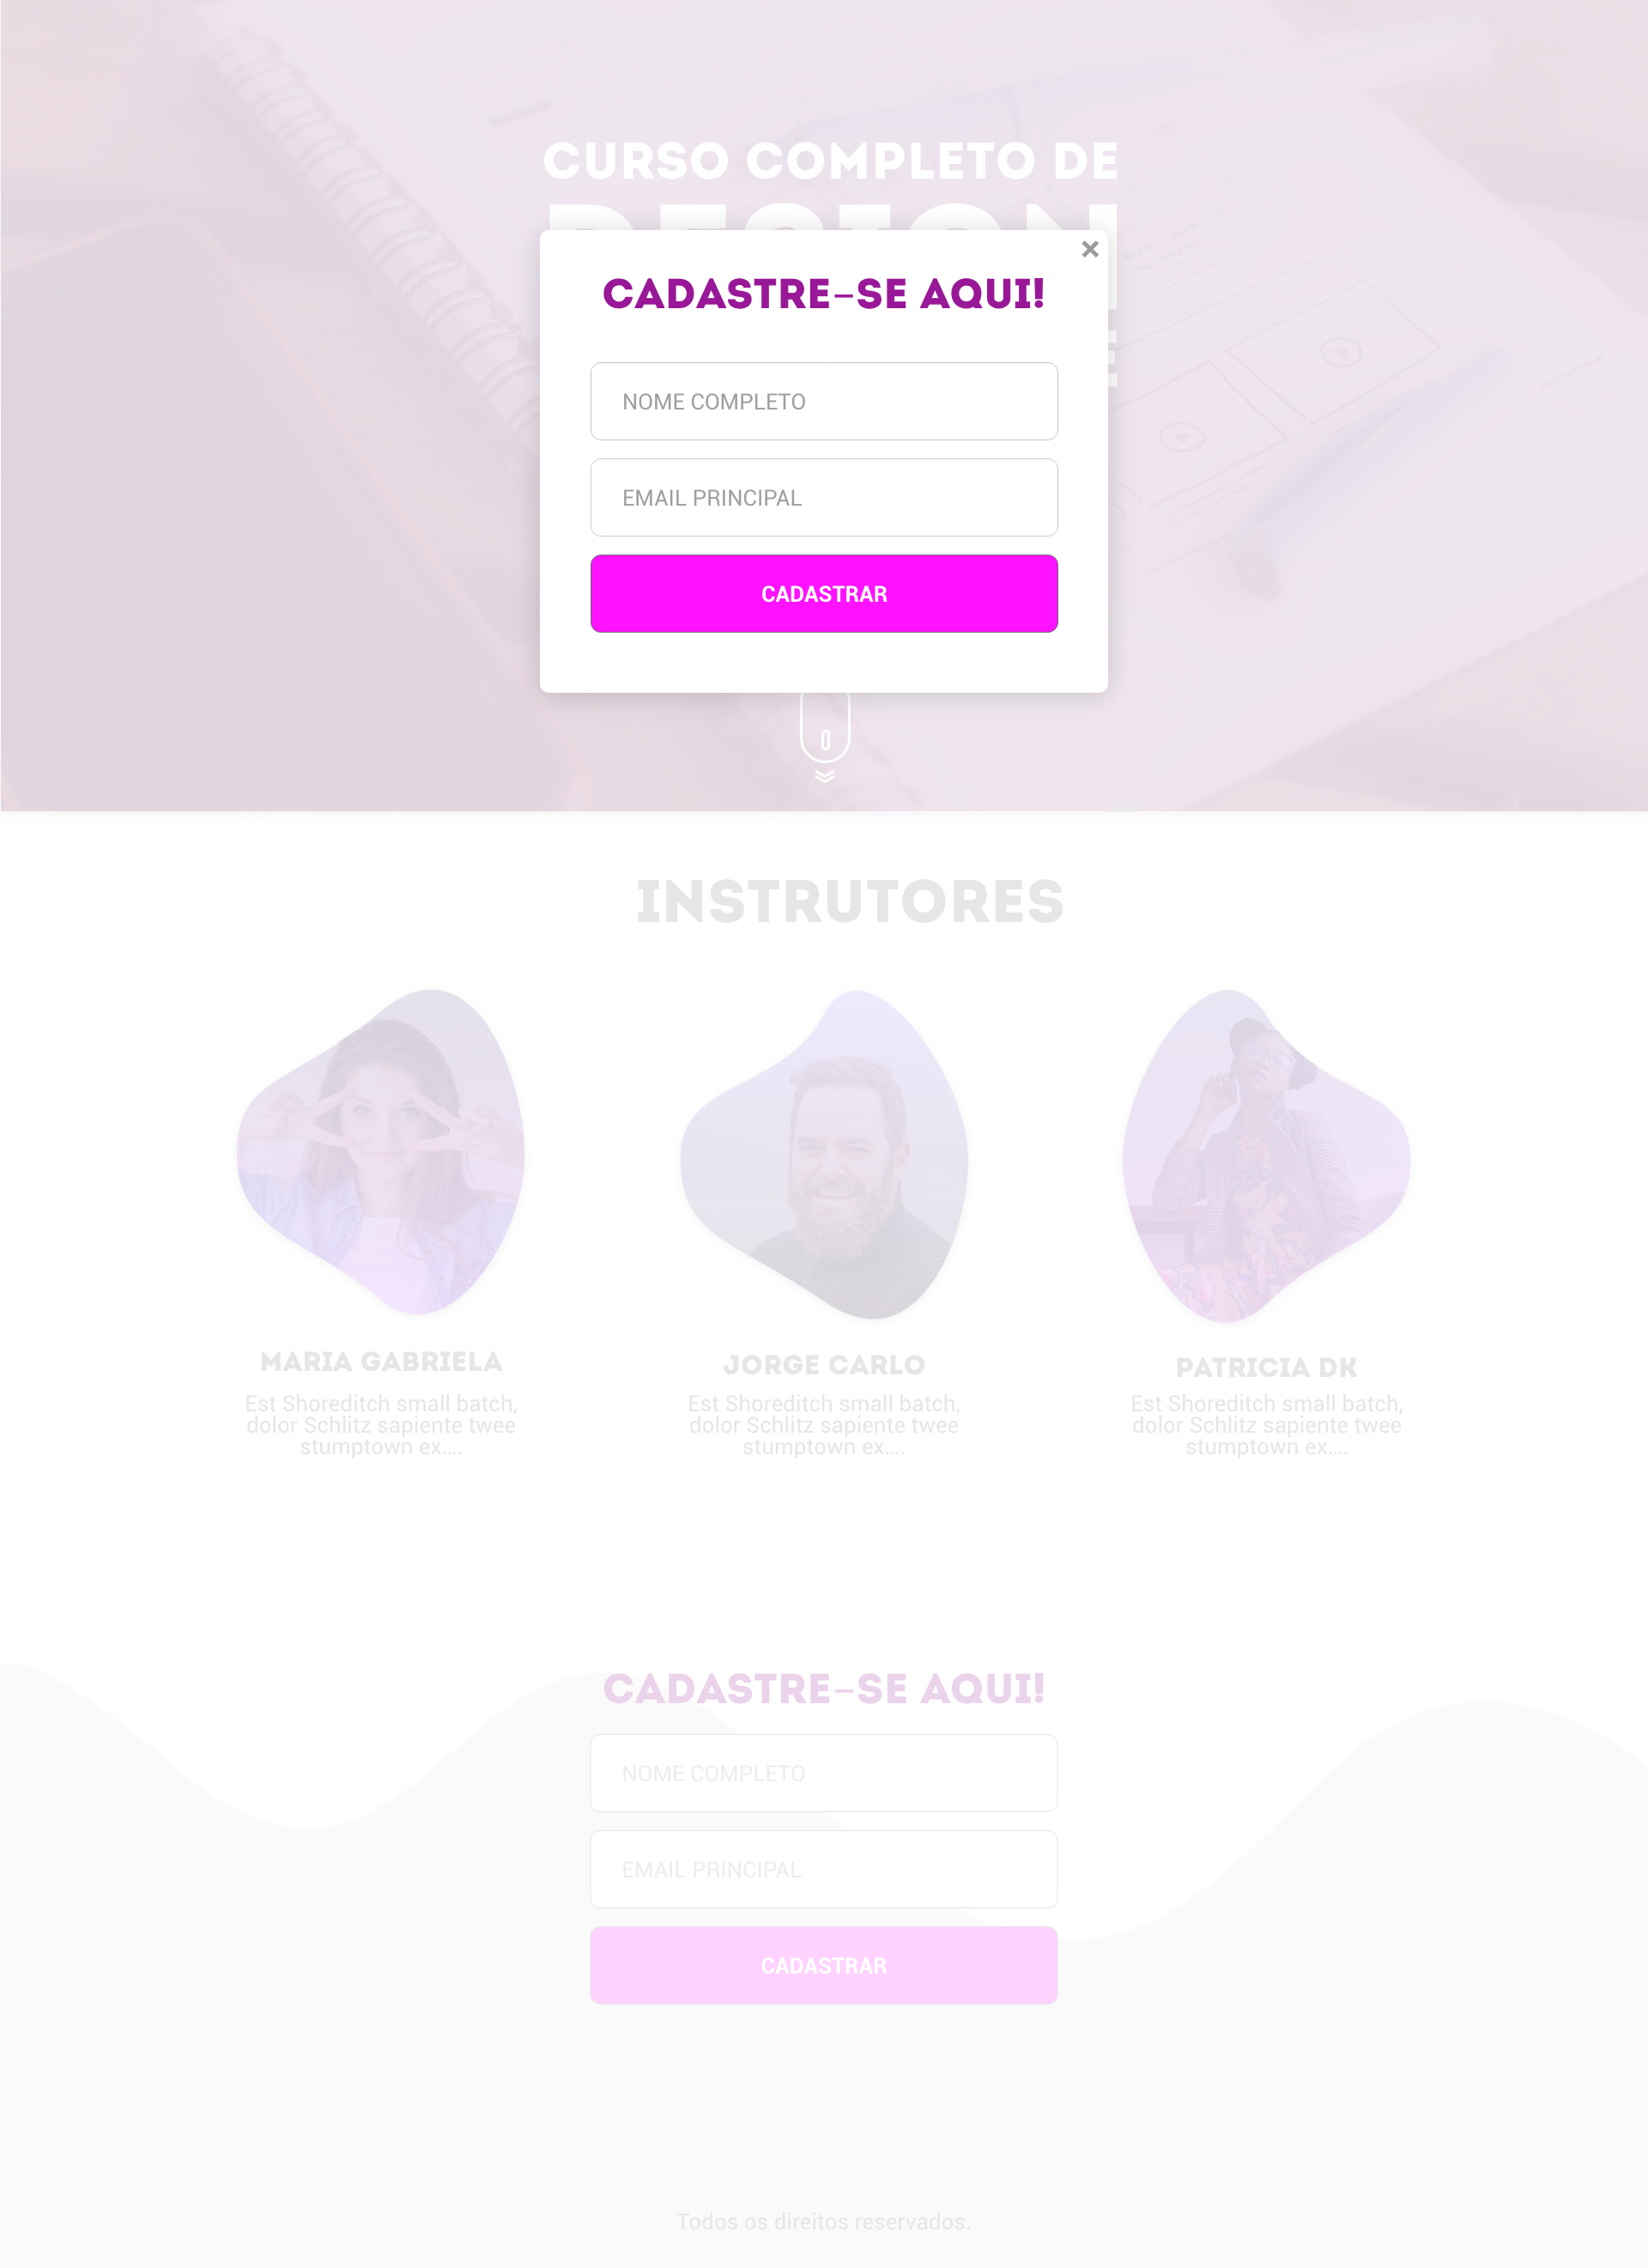 CURSO COMPLETO DE
DESIGN
CADASTRE-SE AQUI!
NOME COMPLETO
EMAIL PRINCIPAL
CADASTRAR
INSTRUTORES
MARIA GABRIELA
Est Shoreditch small batch,
dolor Schlitz sapiente twee
stumptown ex....
JORGE CARLO
Est Shoreditch small batch,
dolor Schlitz sapiente twee
stumptown ex....
PATRICIA DK
Est Shoreditch small batch,
dolor Schlitz sapiente twee
stumptown ex....
CADASTRE-SE AQUI!
NOME COMPLETO
EMAIL PRINCIPAL
CADASTRAR
Todos os direitos reservados.